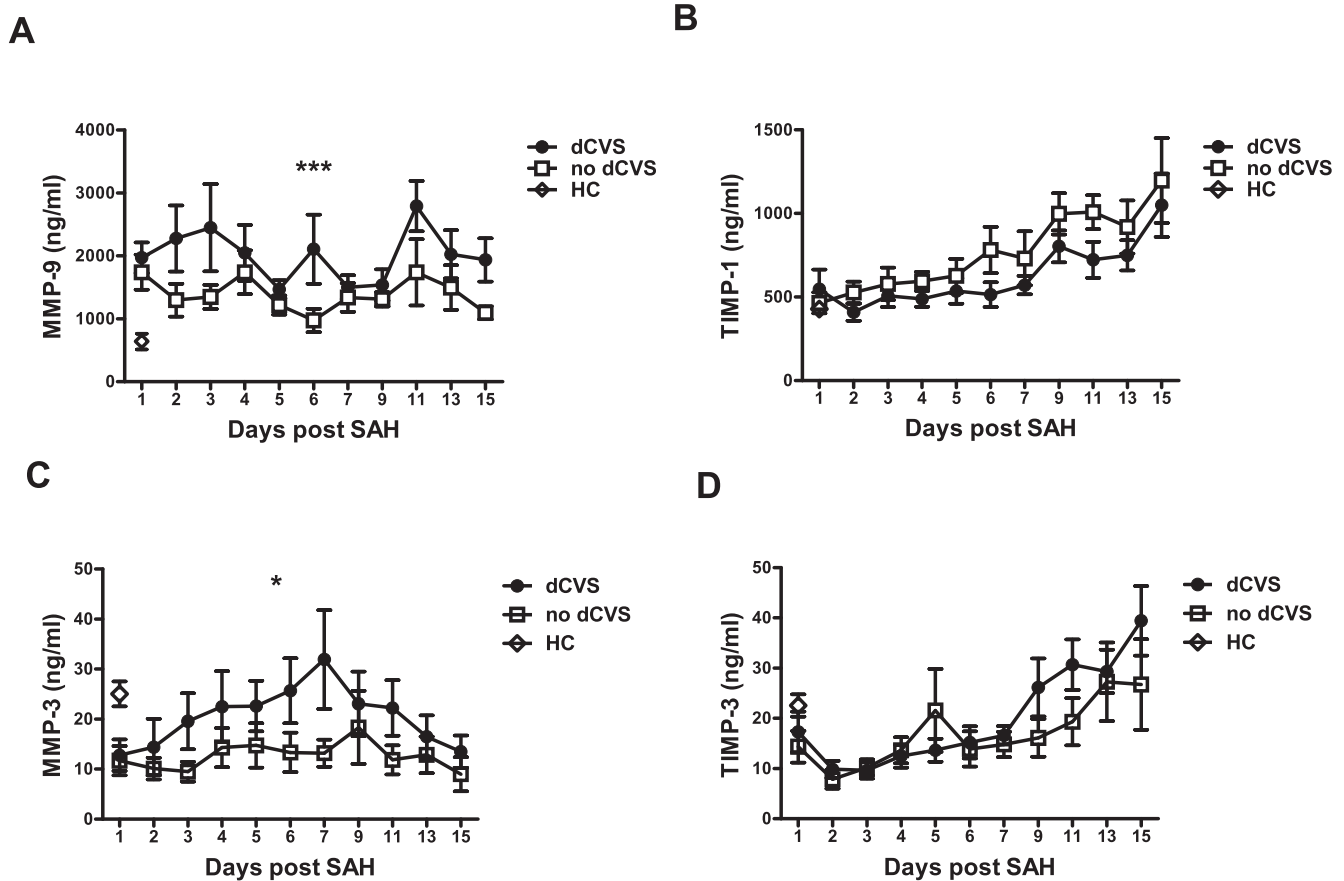 A
4000
3000
2000
1000
0
MMP-9 (ng/ml)
***
dCVS
no dCVS
HC
1 2 3 4 5 6 7 9 11 13 15
Days post SAH
B
1500
1000
500
0
TIMP-1 (ng/ml)
dCVS
no dCVS
HC
1 2 3 4 5 6 7 9 11 13 15
Days post SAH
C
50
40
30
20
10
0
MMP-3 (ng/ml)
*
dCVS
no dCVS
HC
1 2 3 4 5 6 7 9 11 13 15
Days post SAH
D
50
40
30
20
10
0
TIMP-3 (ng/ml)
dCVS
no dCVS
HC
1 2 3 4 5 6 7 9 11 13 15
Days post SAH